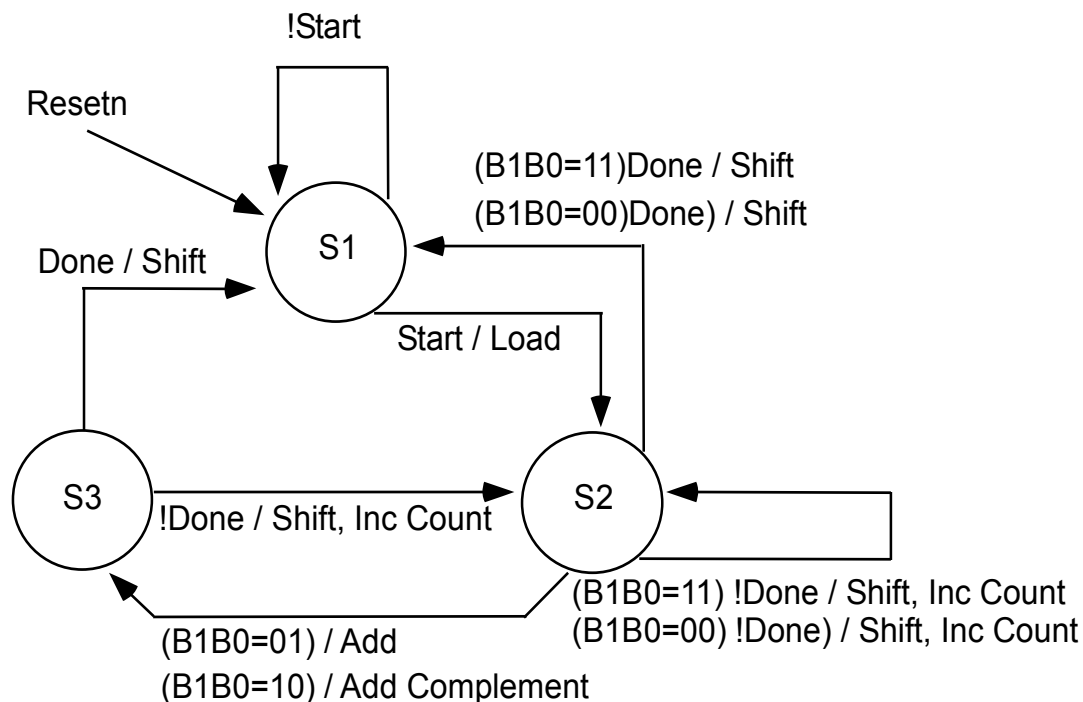 !Start
Resetn
(B1B0=11)Done / Shift
(B1B0=00)Done) / Shift
S1
Done / Shift
Start / Load
S3
S2
!Done / Shift, Inc Count
(B1B0=11) !Done / Shift, Inc Count
(B1B0=00) !Done) / Shift, Inc Count
(B1B0=01) / Add
(B1B0=10) / Add Complement